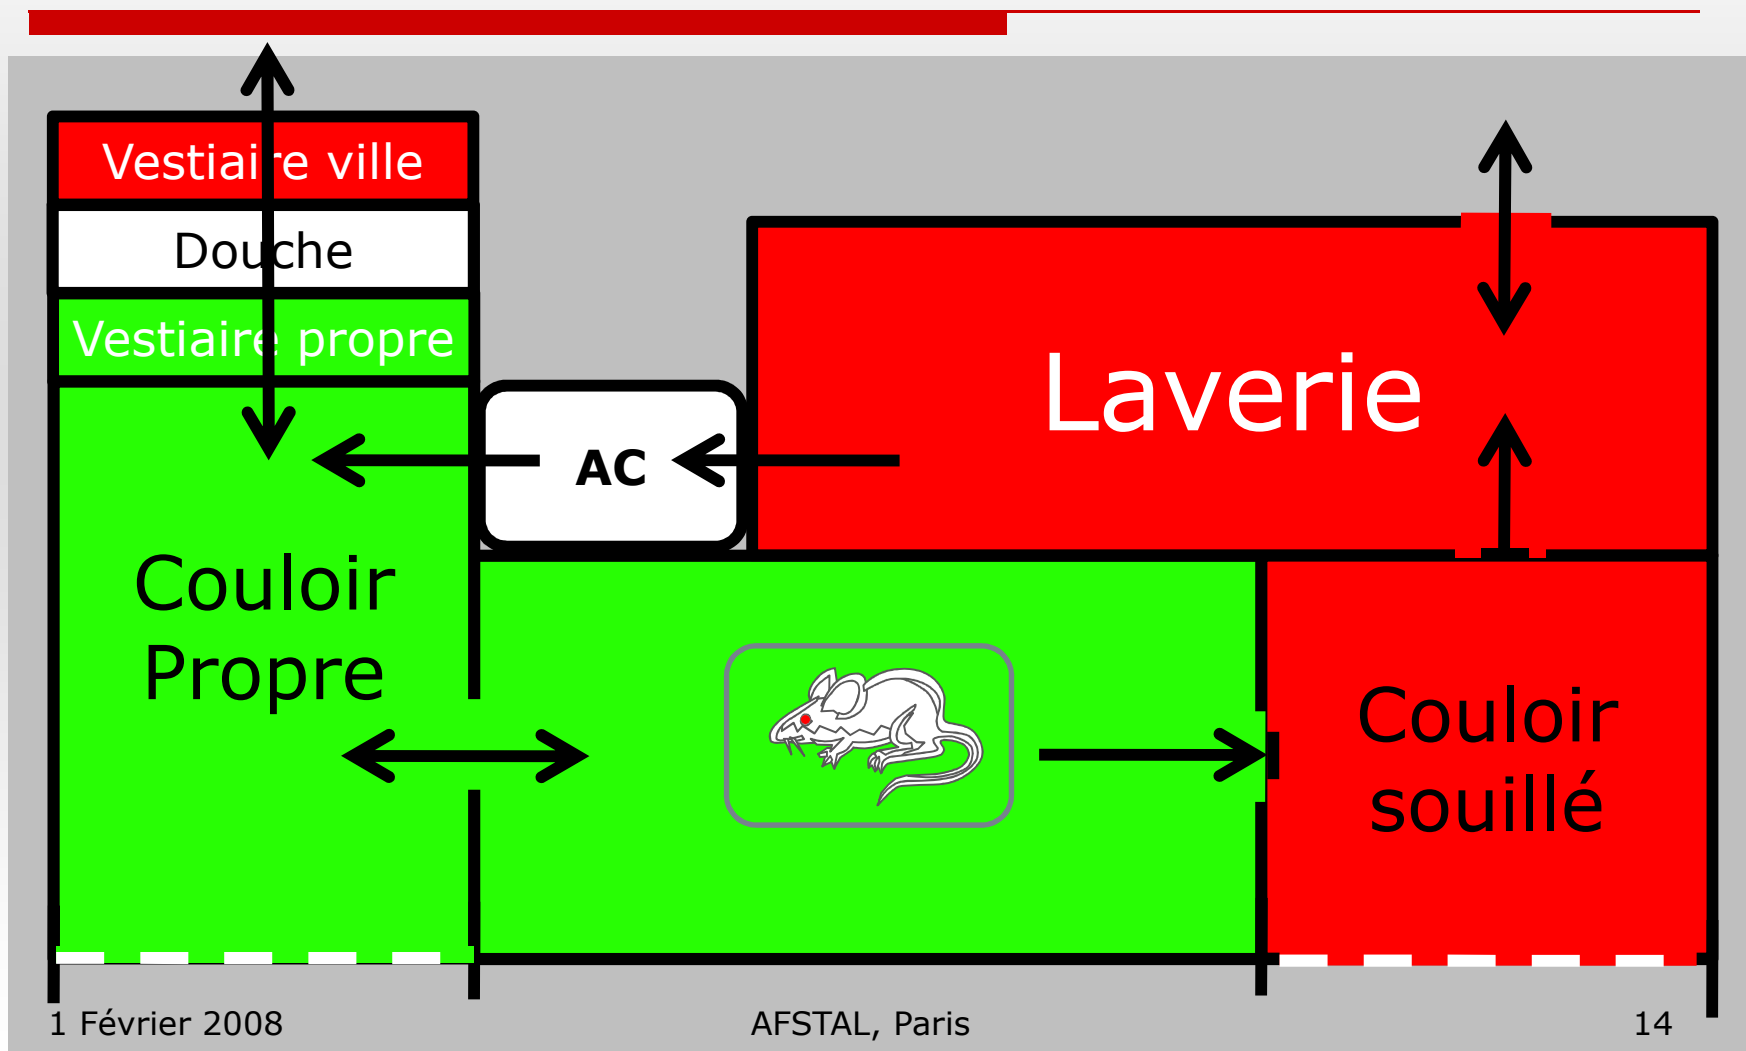 Vestiaire ville
Douche
Vestiaire propre
Laverie
AC
Couloir
Propre
Couloir
souillé
1 Février 2008
AFSTAL, Paris
14